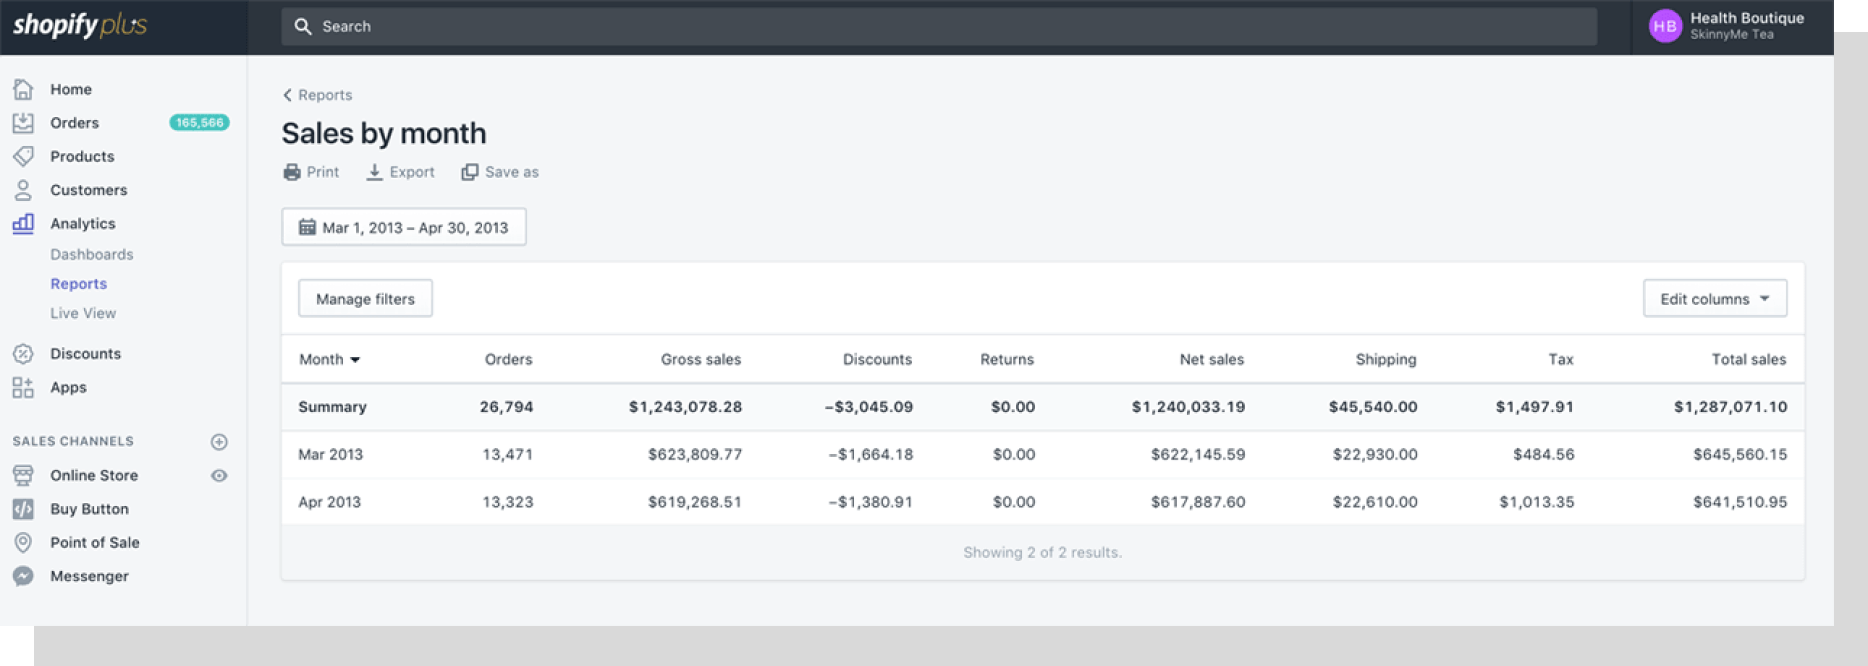 shopifyplus
Search
HB
Health Boutique
SkinnyMe Tea
Home
Orders 165,566
Products
Customers
Analytics
Dashboards
Reports
Live View
Discounts
Apps
SALES CHANNELS
Online Store
Buy Button
Point of Sale
Messenger
Reports
Sales by month
Print Export Save as
Mar 1, 2013 – Apr 30, 2013
Manage filters Edit columns
Month Orders Gross sales Discounts Returns Net sales Shipping Tax Total sales
Summary 26,794 $1,243,078.28 –$3,045.09 $0.00 $1,240,033.19 $45,540.00 $1,497.91 $1,287,071.10
Mar 2013 13,471 $623,809.77 –$1,664.18 $0.00 $622,145.59 $22,930.00 $484.56 $645,560.15
Apr 2013 13,323 $619,268.51 –$1,380.91 $0.00 $617,887.60 $22,610.00 $1,013.35 $641,510.95
Showing 2 of 2 results.